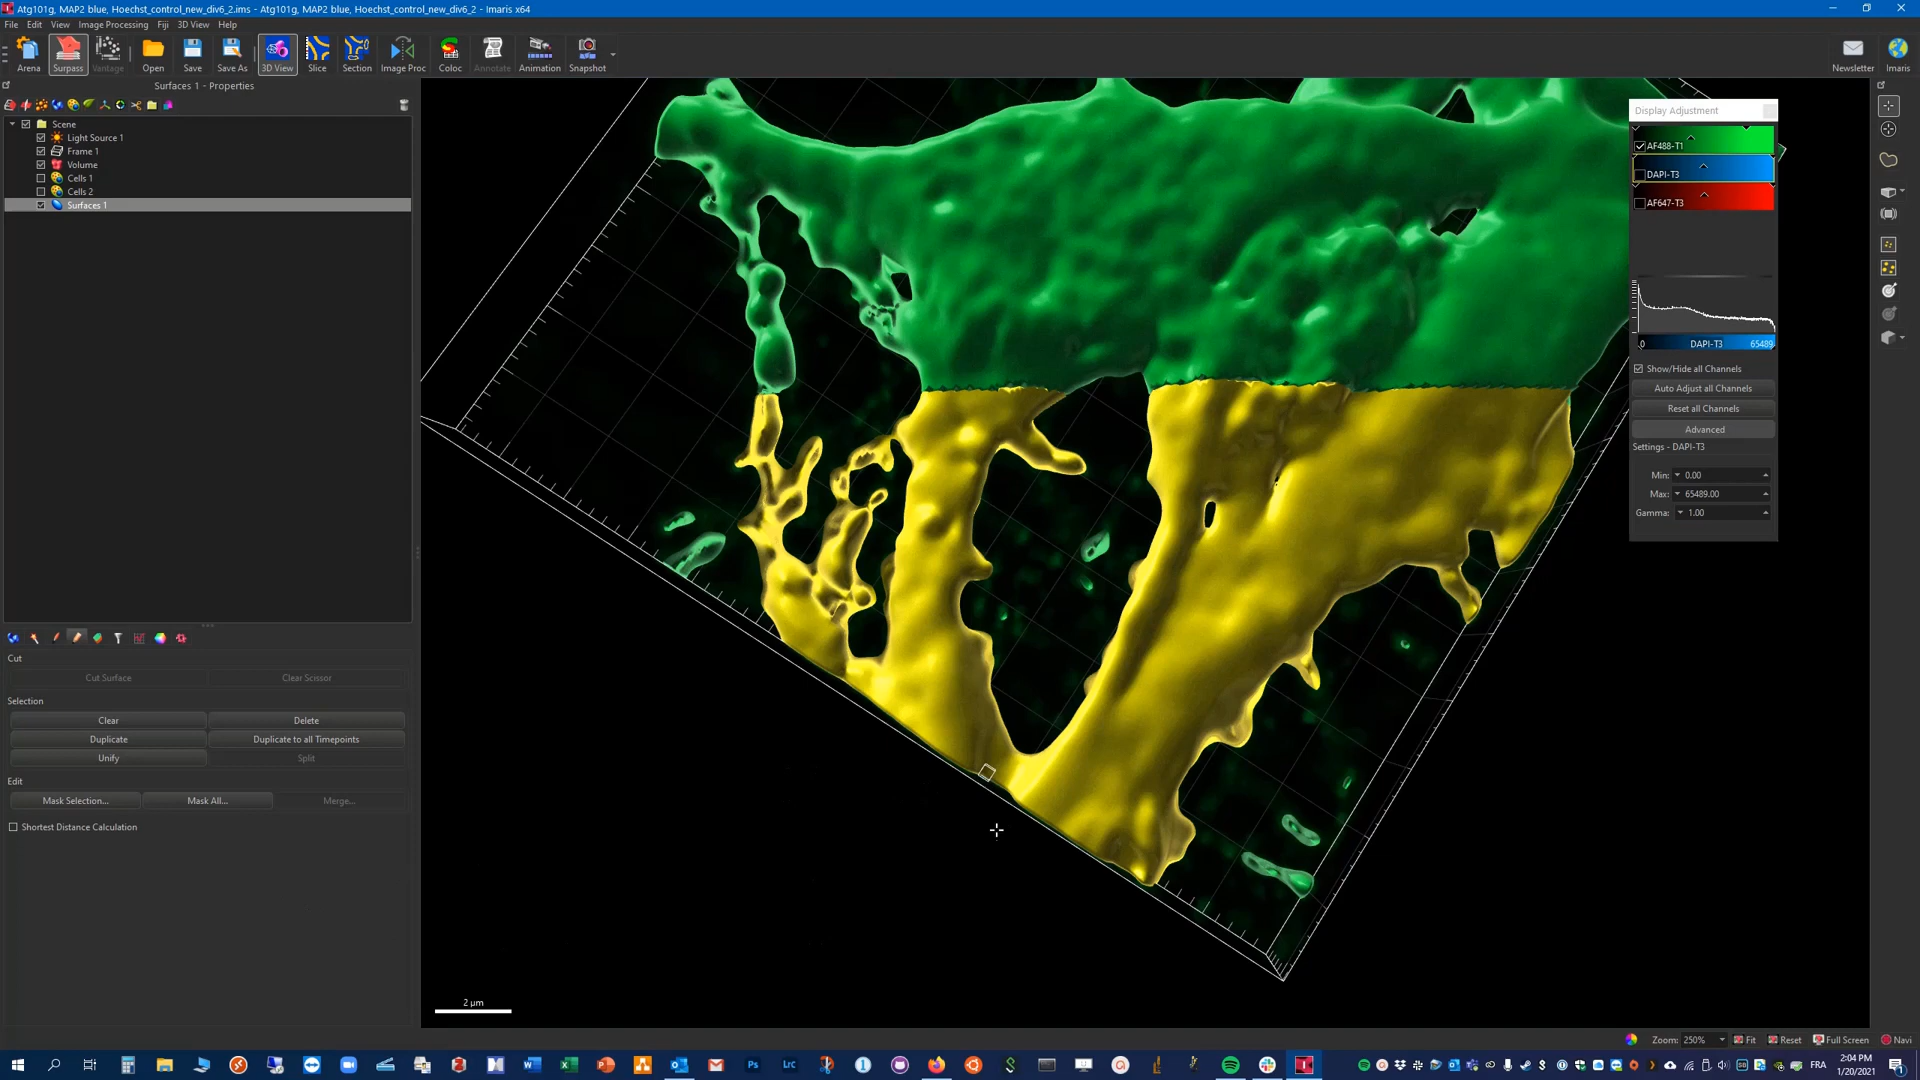 Atg101g, MAP2 blue, Hoechst_control_new_div6_2.ims - Atg101g, MAP2 blue, Hoechst_control_new_div6_2 - Imaris x64
File Edit View Image Processing Fiji 3D View Help
Arena Surpass Vantage Open Save Save As 3D View Slice Section Image Proc Coloc Annotate Animation Snapshot Newsletter Imaris
Surfaces 1 - Properties
Scene
Light Source 1
Frame 1
Volume
Cells 1
Cells 2
Surfaces 1
Cut
Cut Surface Clear Scissor
Selection
Clear Delete
Duplicate Duplicate to all Timepoints
Unify Split
Edit
Mask Selection... Mask All... Merge...
Shortest Distance Calculation
2 µm
Display Adjustment
AF488-T1
DAPI-T3
AF647-T3
0 DAPI-T3 65489
Show/Hide all Channels
Auto Adjust all Channels
Reset all Channels
Advanced
Settings - DAPI-T3
Min: 0.00
Max: 65489.00
Gamma: 1.00
Zoom: 250% Fit Reset Full Screen Navi
Ps Lrc
FRA
2:04 PM
1/20/2021